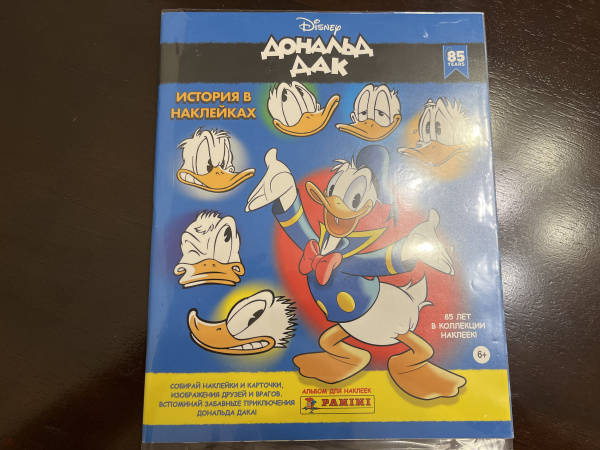 Disney
ДОНАЛЬД
ДАК
85
YEARS
ИСТОРИЯ В
НАКЛЕЙКАХ
85 ЛЕТ
В КОЛЛЕКЦИИ
НАКЛЕЕК!
6+
СОБИРАЙ НАКЛЕЙКИ И КАРТОЧКИ,
ИЗОБРАЖЕНИЯ ДРУЗЕЙ И ВРАГОВ,
ВСПОМИНАЙ ЗАБАВНЫЕ ПРИКЛЮЧЕНИЯ
ДОНАЛЬДА ДАКА!
АЛЬБОМ ДЛЯ НАКЛЕЕК
PANINI